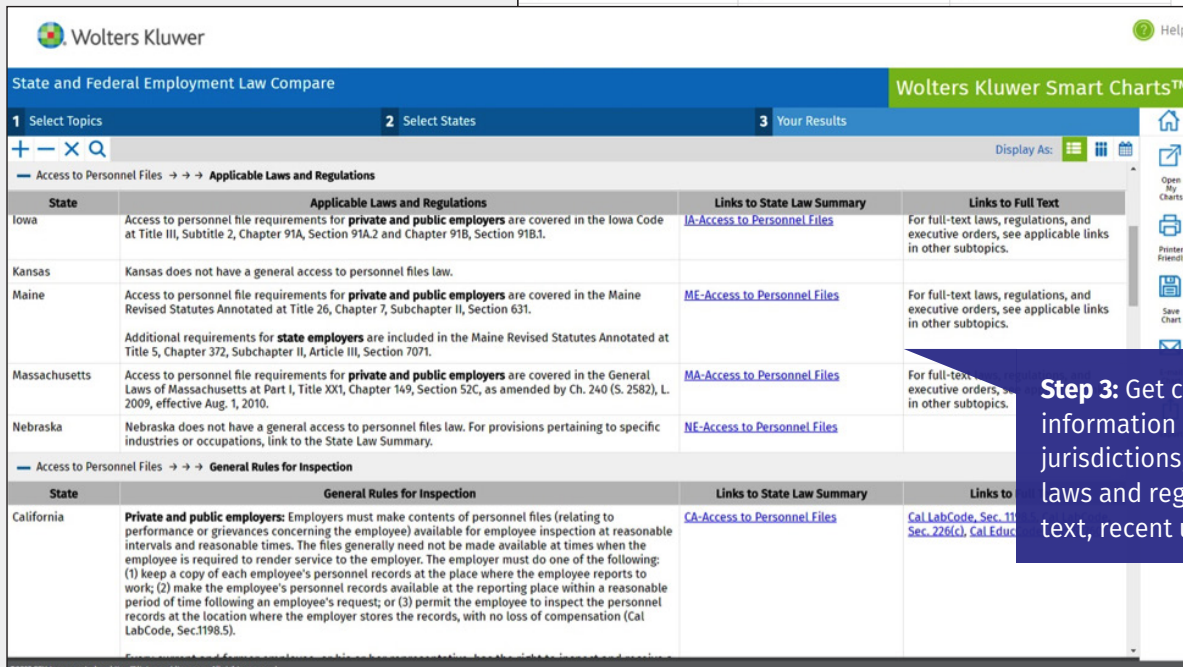 Wolters Kluwer
Help
State and Federal Employment Law Compare
Wolters Kluwer Smart Charts™
1 Select Topics
2 Select States
3 Your Results
Display As:
Open
My
Charts
Access to Personnel Files → → → Applicable Laws and Regulations
State
Applicable Laws and Regulations
Links to State Law Summary
Links to Full Text
Iowa
Access to personnel file requirements for private and public employers are covered in the Iowa Code
at Title III, Subtitle 2, Chapter 91A, Section 91A.2 and Chapter 91B, Section 91B.1.
IA-Access to Personnel Files
For full-text laws, regulations, and
executive orders, see applicable links
in other subtopics.
Printer
Kansas
Kansas does not have a general access to personnel files law.
Maine
Access to personnel file requirements for private and public employers are covered in the Maine
Revised Statutes Annotated at Title 26, Chapter 7, Subchapter II, Section 631.
Additional requirements for state employers are included in the Maine Revised Statutes Annotated at
Title 5, Chapter 372, Subchapter II, Article III, Section 7071.
ME-Access to Personnel Files
For full-text laws, regulations, and
executive orders, see applicable links
in other subtopics.
Save
Chart
Massachusetts
Access to personnel file requirements for private and public employers are covered in the General
Laws of Massachusetts at Part I, Title XX1, Chapter 149, Section 52C, as amended by Ch. 240 (S. 2582), L.
2009, effective Aug. 1, 2010.
MA-Access to Personnel Files
For full-text
executive orders,
in other subtopics.
Nebraska
Nebraska does not have a general access to personnel files law. For provisions pertaining to specific
industries or occupations, link to the State Law Summary.
NE-Access to Personnel Files
Step 3: Get
information
jurisdictions
laws and
text, recent
Access to Personnel Files → → → General Rules for Inspection
State
General Rules for Inspection
Links to State Law Summary
Links to
California
Private and public employers: Employers must make contents of personnel files (relating to
performance or grievances concerning the employee) available for employee inspection at reasonable
intervals and reasonable times. The files generally need not be made available at times when the
employee is required to render service to the employer. The employer must do one of the following:
(1) keep a copy of each employee's personnel records at the place where the employee reports to
work; (2) make the employee's personnel records available at the reporting place within a reasonable
period of time following an employee's request; or (3) permit the employee to inspect the personnel
records at the location where the employer stores the records, with no loss of compensation (Cal
LabCode, Sec.1198.5).
CA-Access to Personnel Files
Cal LabCode, Sec.
Sec. 226(c), Cal